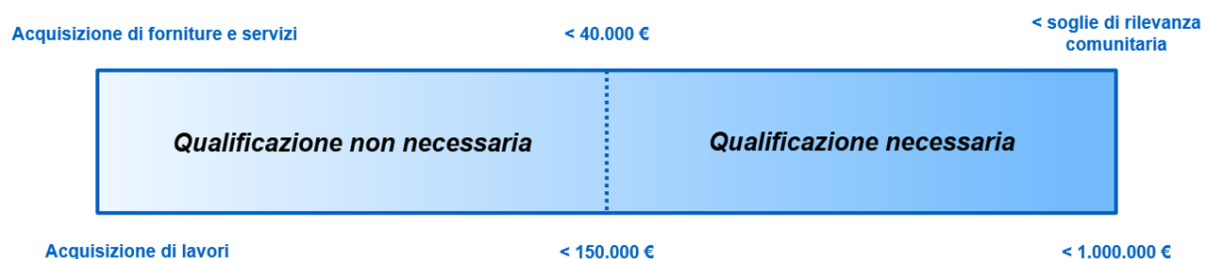 Acquisizione di forniture e servizi
< 40.000 €
< soglie di rilevanza
comunitaria
Qualificazione non necessaria
Qualificazione necessaria
Acquisizione di lavori
< 150.000 €
< 1.000.000 €